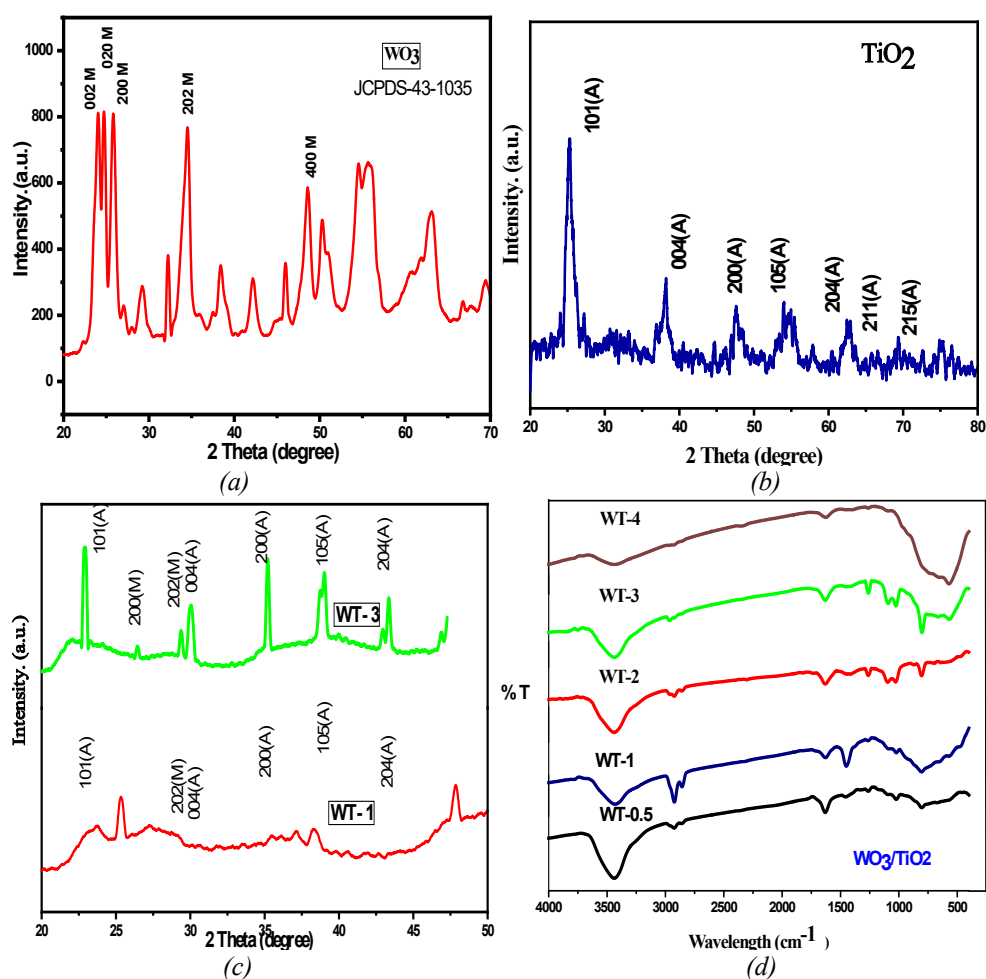 WO3
JCPDS-43-1035
002 M
020 M
200 M
202 M
400 M
1000
800
600
400
200
0
Intensity.(a.u.)
20 30 40 50 60 70
2 Theta (degree)
(a)
TiO2
101(A)
004(A)
200(A)
105(A)
204(A)
211(A)
215(A)
Intensity (a.u.)
20 30 40 50 60 70 80
2 Theta (degree)
(b)
101(A)
200(M)
202(M)
004(A)
200(A)
105(A)
204(A)
WT-3
101(A)
202(M)
004(A)
200(A)
105(A)
204(A)
WT-1
Intensity. (a.u.)
20 25 30 35 40 45 50
2 Theta (degree)
(c)
WT-4
WT-3
WT-2
WT-1
WT-0.5
WO3/TiO2
% T
4000 3500 3000 2500 2000 1500 1000 500
Wavelength (cm-1)
(d)